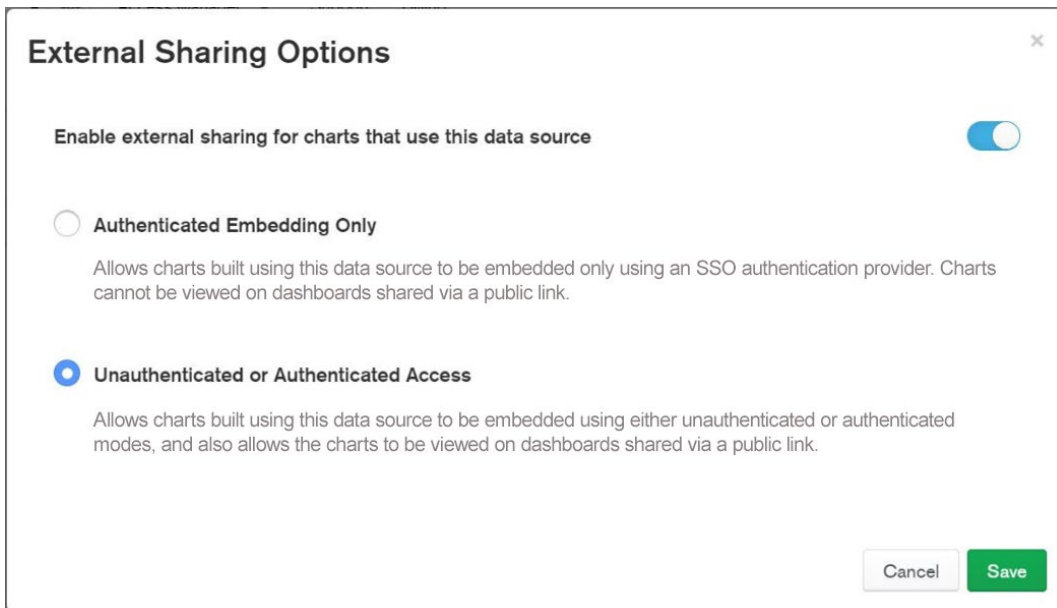 External Sharing Options
×
Enable external sharing for charts that use this data source
Authenticated Embedding Only
Allows charts built using this data source to be embedded only using an SSO authentication provider. Charts
cannot be viewed on dashboards shared via a public link.
Unauthenticated or Authenticated Access
Allows charts built using this data source to be embedded using either unauthenticated or authenticated
modes, and also allows the charts to be viewed on dashboards shared via a public link.
Cancel Save